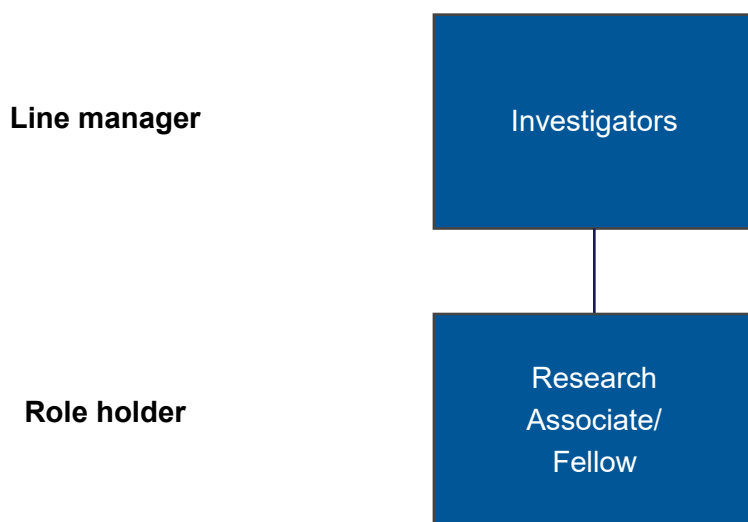 Line manager
Investigators
Role holder
Research
Associate/
Fellow